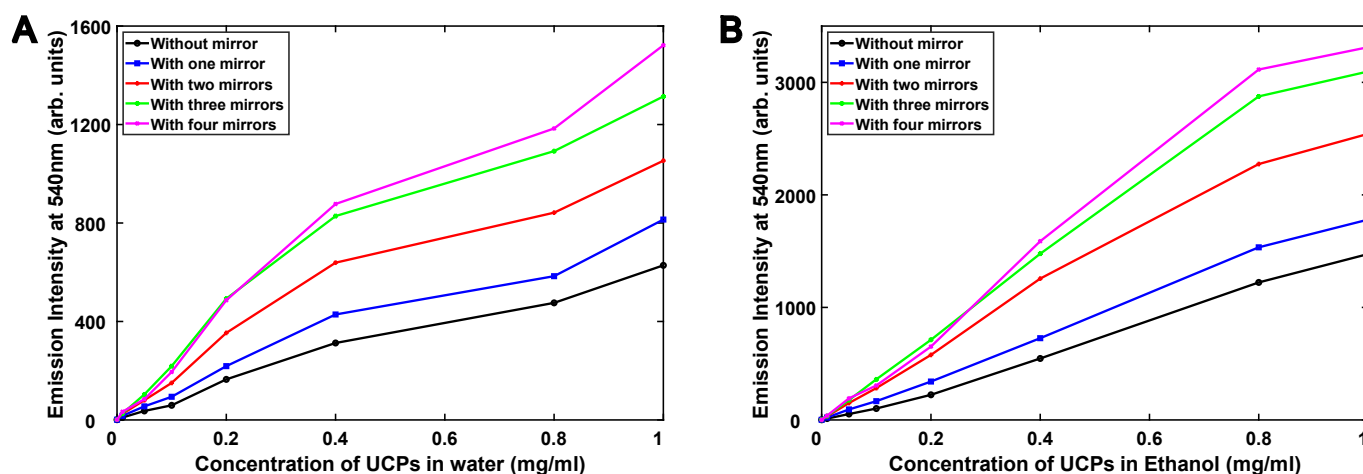 A
Emission Intensity at 540nm (arb. units)
1600
1200
800
400
0
Without mirror
With one mirror
With two mirrors
With three mirrors
With four mirrors
0 0.2 0.4 0.6 0.8 1
Concentration of UCPs in water (mg/ml)
B
Emission Intensity at 540nm (arb. units)
3000
2000
1000
0
Without mirror
With one mirror
With two mirrors
With three mirrors
With four mirrors
0 0.2 0.4 0.6 0.8 1
Concentration of UCPs in Ethanol (mg/ml)